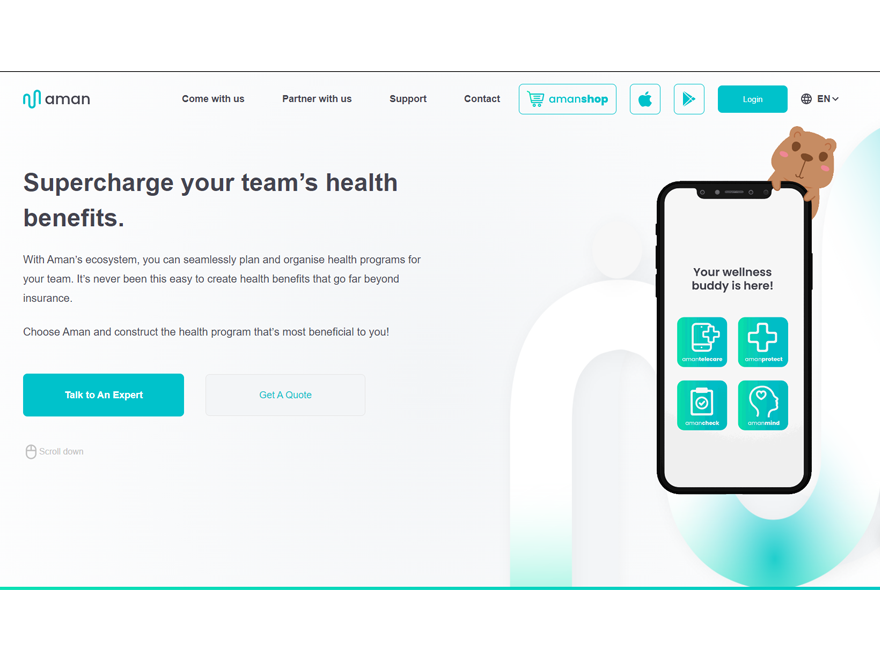 aman
Come with us
Partner with us
Support
Contact
amanshop
Login
EN
Supercharge your team’s health
benefits.
With Aman's ecosystem, you can seamlessly plan and organise health programs for
your team. It's never been this easy to create health benefits that go far beyond
insurance.
Choose Aman and construct the health program that's most beneficial to you!
Talk to An Expert
Get A Quote
Scroll down
Your wellness
buddy is here!
amantelecare
amanprotect
amancheck
amanmind